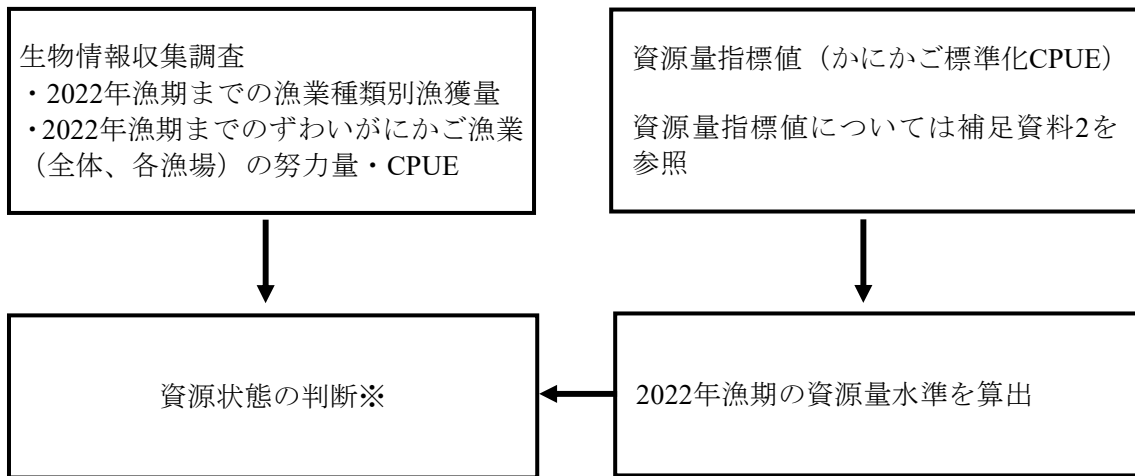 生物情報収集調査
・2022年漁期までの漁業種類別漁獲量
・2022年漁期までのずわいがにかご漁業
（全体、各漁場）の努力量・CPUE
資源量指標値（かにかご標準化CPUE）
資源量指標値については補足資料2を
参照
資源状態の判断※
2022年漁期の資源量水準を算出